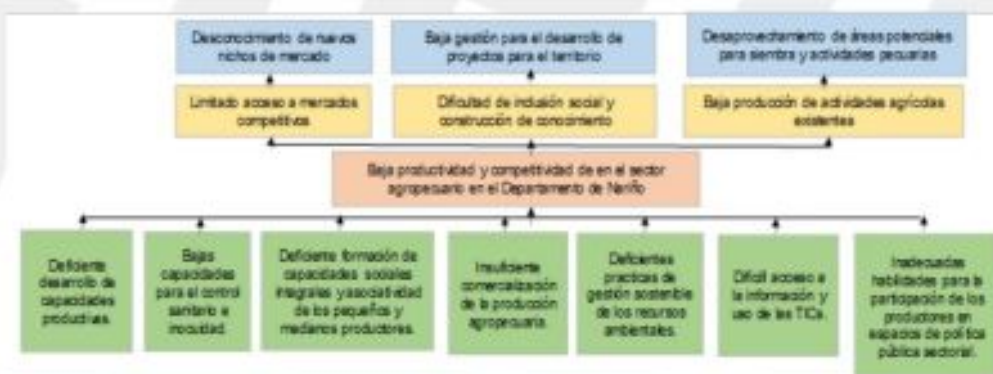 Desconocimiento de nuevos
nichos de mercado
Baja gestión para el desarrollo de
proyectos para el territorio
Desaprovechamiento de áreas potenciales
para siembra y actividades pecuarias
Limitado acceso a mercados
competitivos
Dificultad de inclusión social y
construcción de conocimiento
Baja producción de actividades agrícolas
existentes
Baja productividad y competitividad de en el sector
agropecuario en el Departamento de Nariño
Deficiente
desarrollo de
capacidades
productivas.
Bajas
capacidades
para el control
sanitario e
inocuidad.
Deficiente formación de
capacidades sociales
integrales y asociatividad
de los pequeños y
medianos productores.
Insuficiente
comercialización
de la producción
agropecuaria
Deficientes
practicas de
gestión sostenible
de los recursos
ambientales.
Difícil acceso a
la información y
uso de las TICs.
Inadecuadas
habilidades para la
participación de los
productores en
espacios de política
pública sectorial.